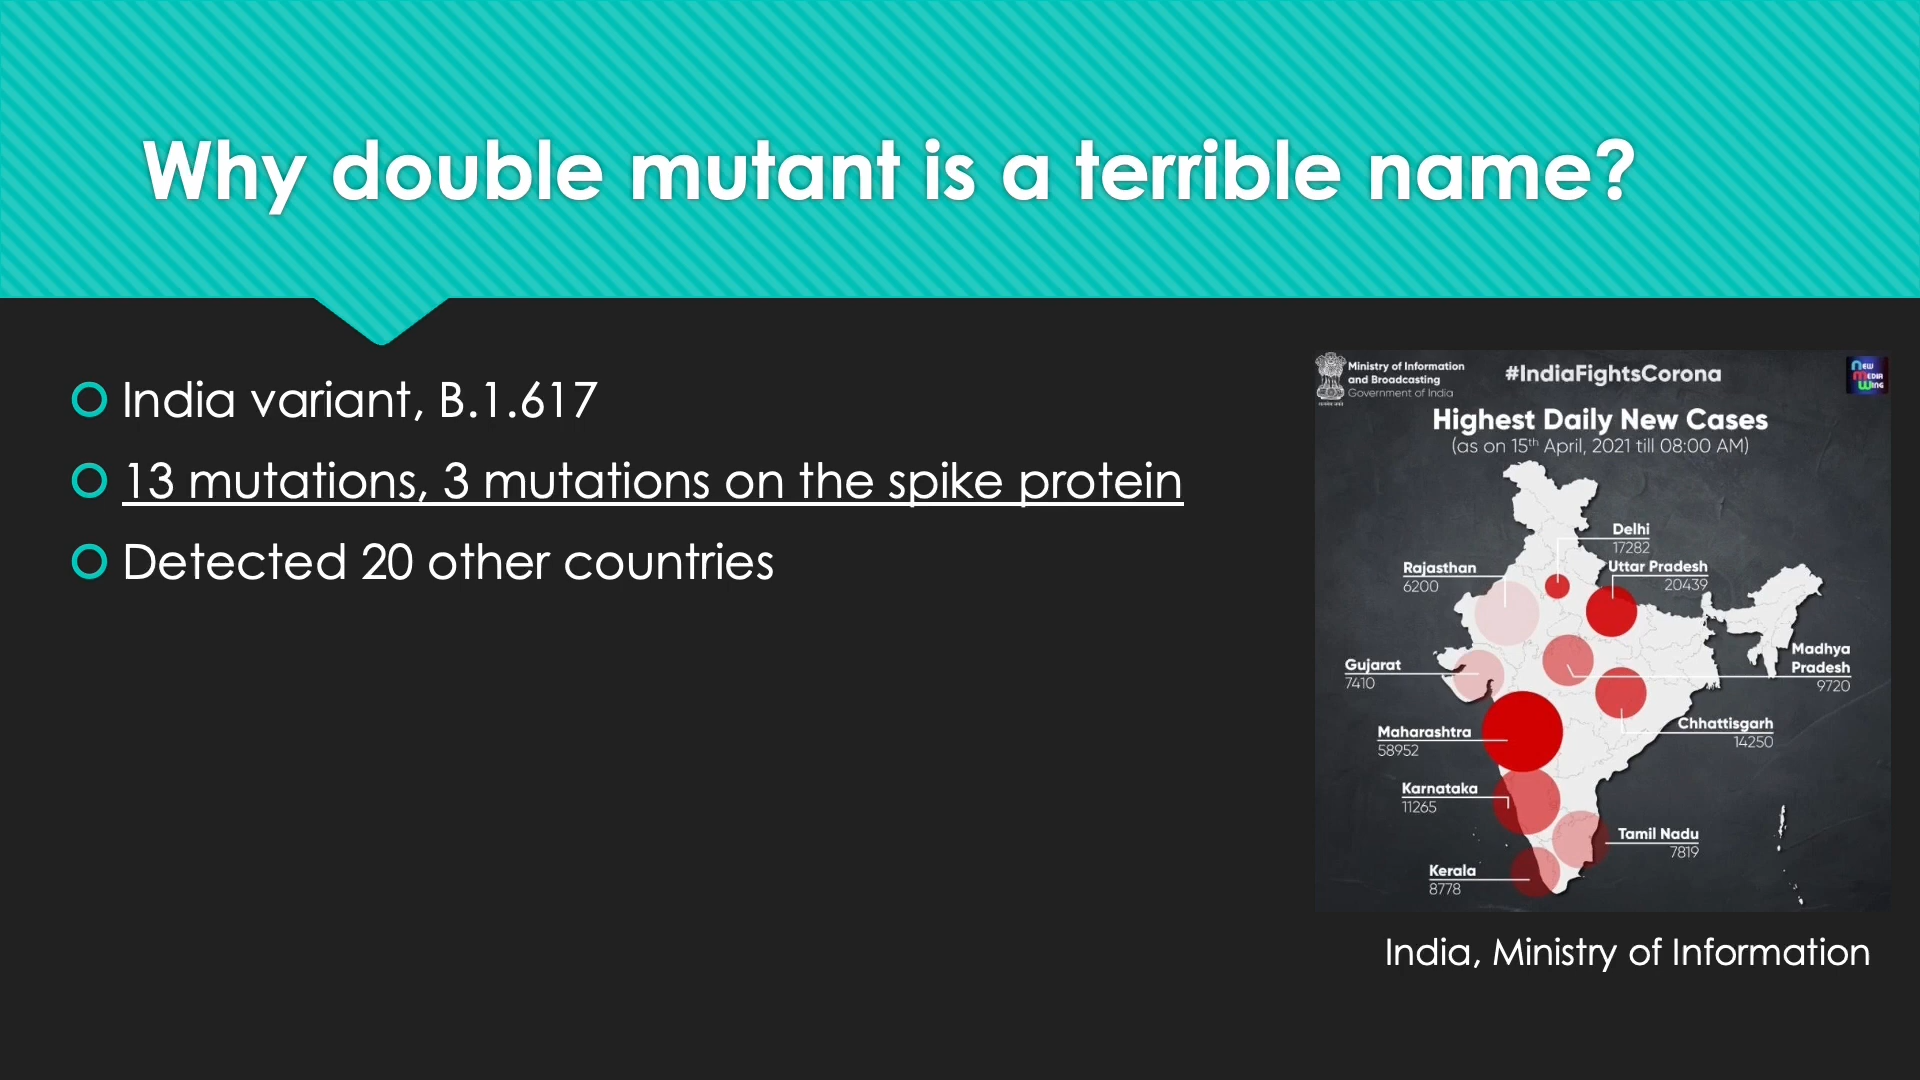 Why double mutant is a terrible name?
India variant, B.1.617
13 mutations, 3 mutations on the spike protein
Detected 20 other countries
Ministry of Information
and Broadcasting
Government of India
#IndiaFightsCorona
New
Media
Wing
Highest Daily New Cases
(as on 15th April, 2021 till 08:00 AM)
Delhi
17282
Rajasthan
6200
Uttar Pradesh
20439
Madhya
Pradesh
9720
Gujarat
7410
Chhattisgarh
14250
Maharashtra
58952
Karnataka
11265
Tamil Nadu
7819
Kerala
8778
India, Ministry of Information